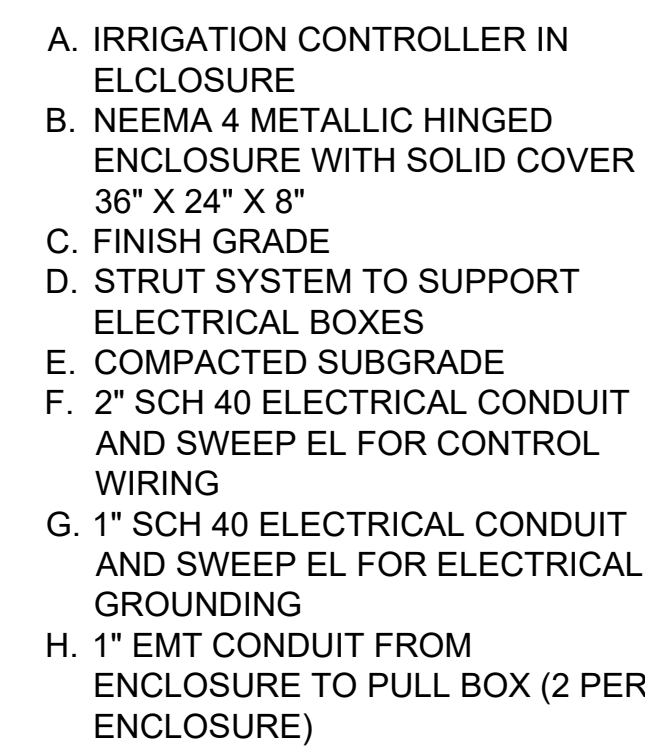 A. IRRIGATION CONTROLLER IN
ELCLOSURE
B. NEEMA 4 METALLIC HINGED
ENCLOSURE WITH SOLID COVER
36" X 24" X 8"
C. FINISH GRADE
D. STRUT SYSTEM TO SUPPORT
ELECTRICAL BOXES
E. COMPACTED SUBGRADE
F. 2" SCH 40 ELECTRICAL CONDUIT
AND SWEEP EL FOR CONTROL
WIRING
G. 1" SCH 40 ELECTRICAL CONDUIT
AND SWEEP EL FOR ELECTRICAL
GROUNDING
H. 1" EMT CONDUIT FROM
ENCLOSURE TO PULL BOX (2 PER
ENCLOSURE)